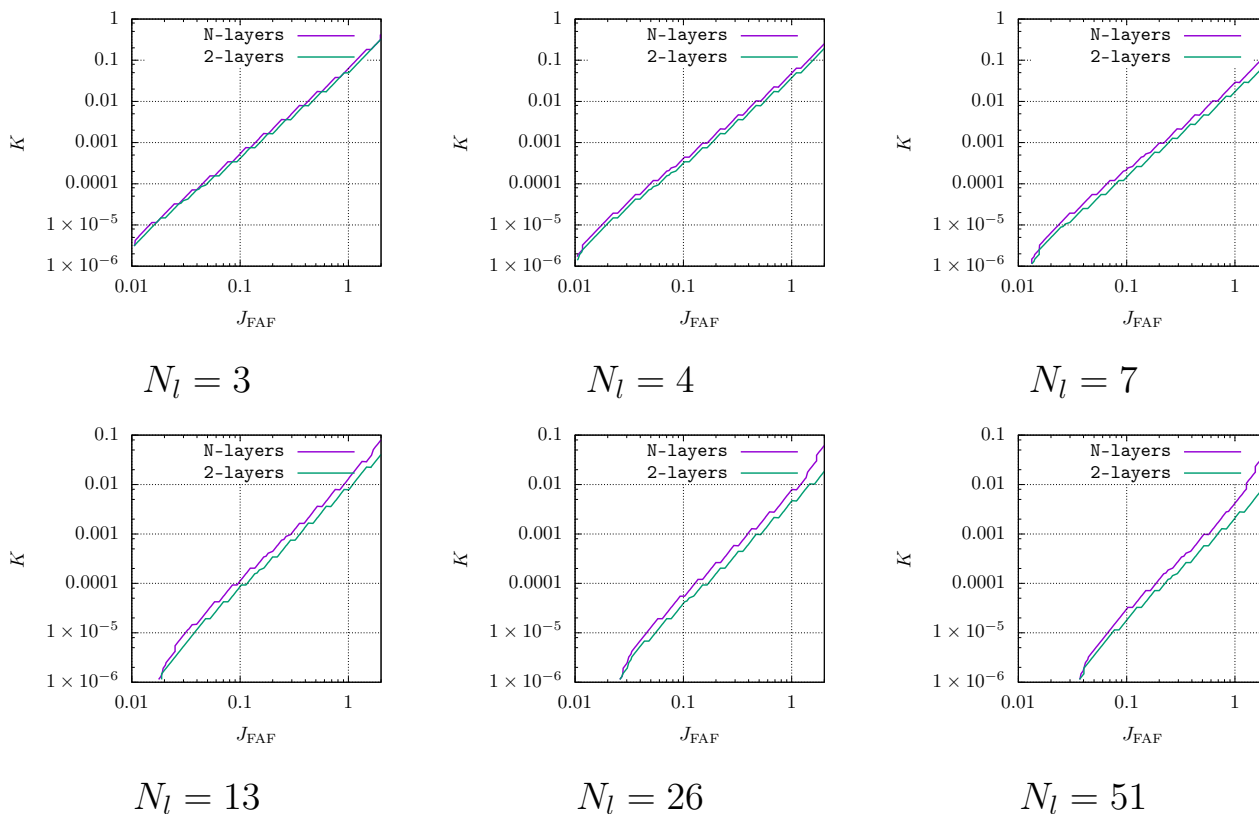 1
0.1
0.01
0.001
0.0001
1 × 10⁻⁵
1 × 10⁻⁶
K
N-layers
2-layers
0.01 0.1 1
J_FAF
N_l = 3
1
0.1
0.01
0.001
0.0001
1 × 10⁻⁵
1 × 10⁻⁶
K
N-layers
2-layers
0.01 0.1 1
J_FAF
N_l = 4
1
0.1
0.01
0.001
0.0001
1 × 10⁻⁵
1 × 10⁻⁶
K
N-layers
2-layers
0.01 0.1 1
J_FAF
N_l = 7
0.1
0.01
0.001
0.0001
1 × 10⁻⁵
1 × 10⁻⁶
K
N-layers
2-layers
0.01 0.1 1
J_FAF
N_l = 13
0.1
0.01
0.001
0.0001
1 × 10⁻⁵
1 × 10⁻⁶
K
N-layers
2-layers
0.01 0.1 1
J_FAF
N_l = 26
0.1
0.01
0.001
0.0001
1 × 10⁻⁵
1 × 10⁻⁶
K
N-layers
2-layers
0.01 0.1 1
J_FAF
N_l = 51